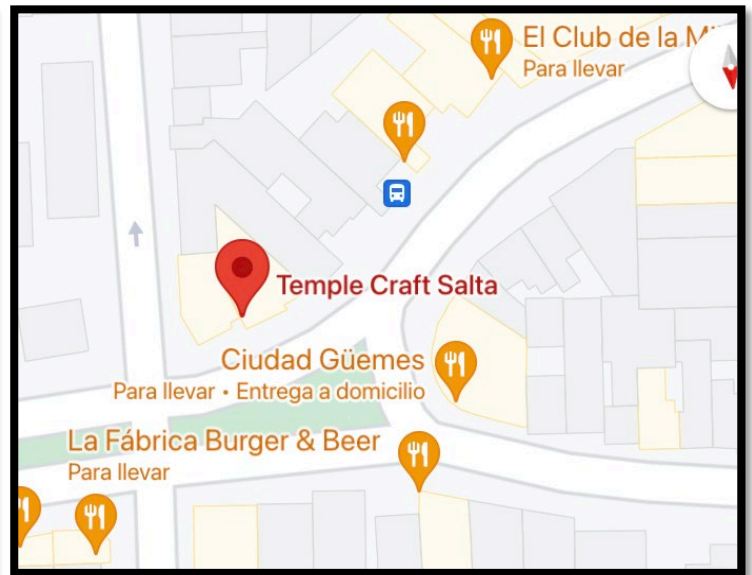 El Club de la Mi
Para llevar
Temple Craft Salta
Ciudad Güemes
Para llevar • Entrega a domicilio
La Fábrica Burger & Beer
Para llevar